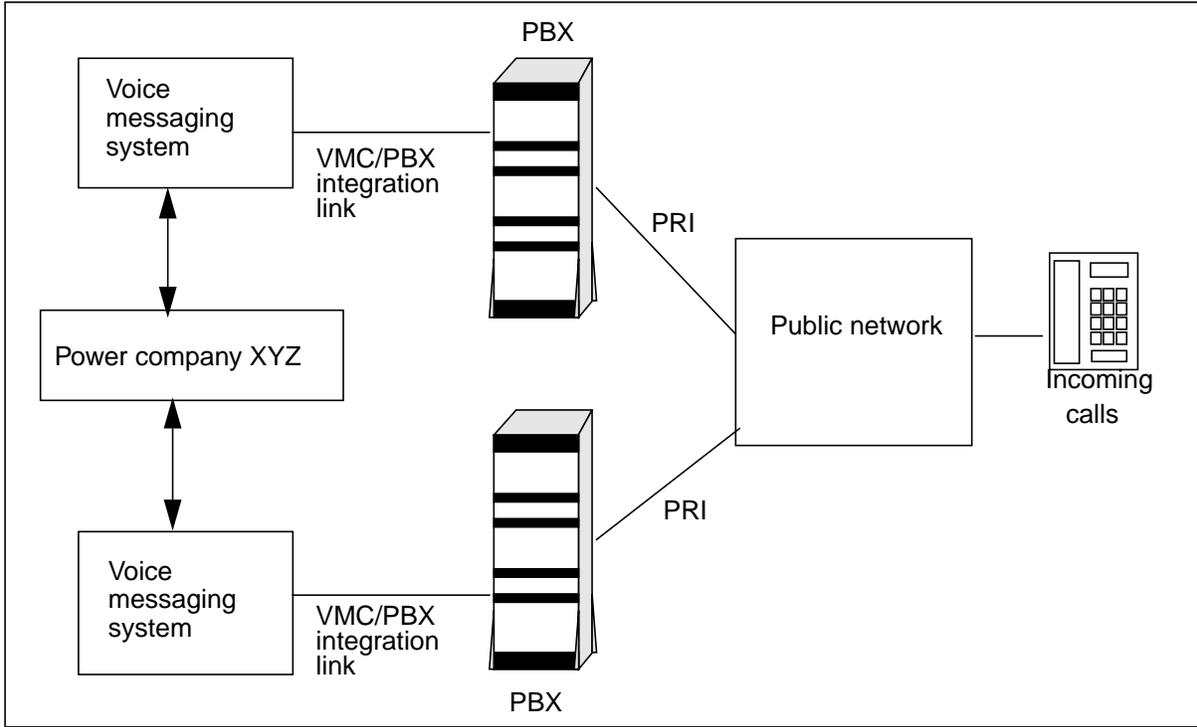 PBX
Voice
messaging
system
VMC/PBX
integration
link
PRI
Public network
Incoming
calls
Power company XYZ
PRI
Voice
messaging
system
VMC/PBX
integration
link
PBX